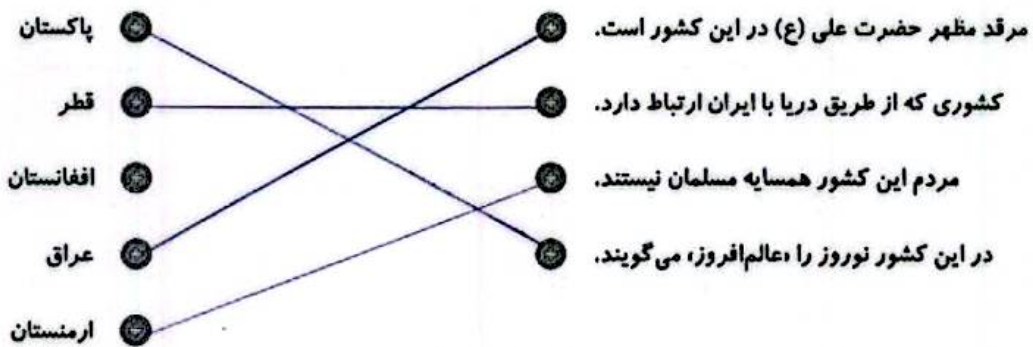 مرقد مطهر حضرت علی (ع) در این کشور است. پاکستان
کشوری که از طریق دریا با ایران ارتباط دارد. قطر
مردم این کشور همسایه مسلمان نیستند. افغانستان
در این کشور نوروز را «عالم‌افروز» می‌گویند. عراق
ارمنستان